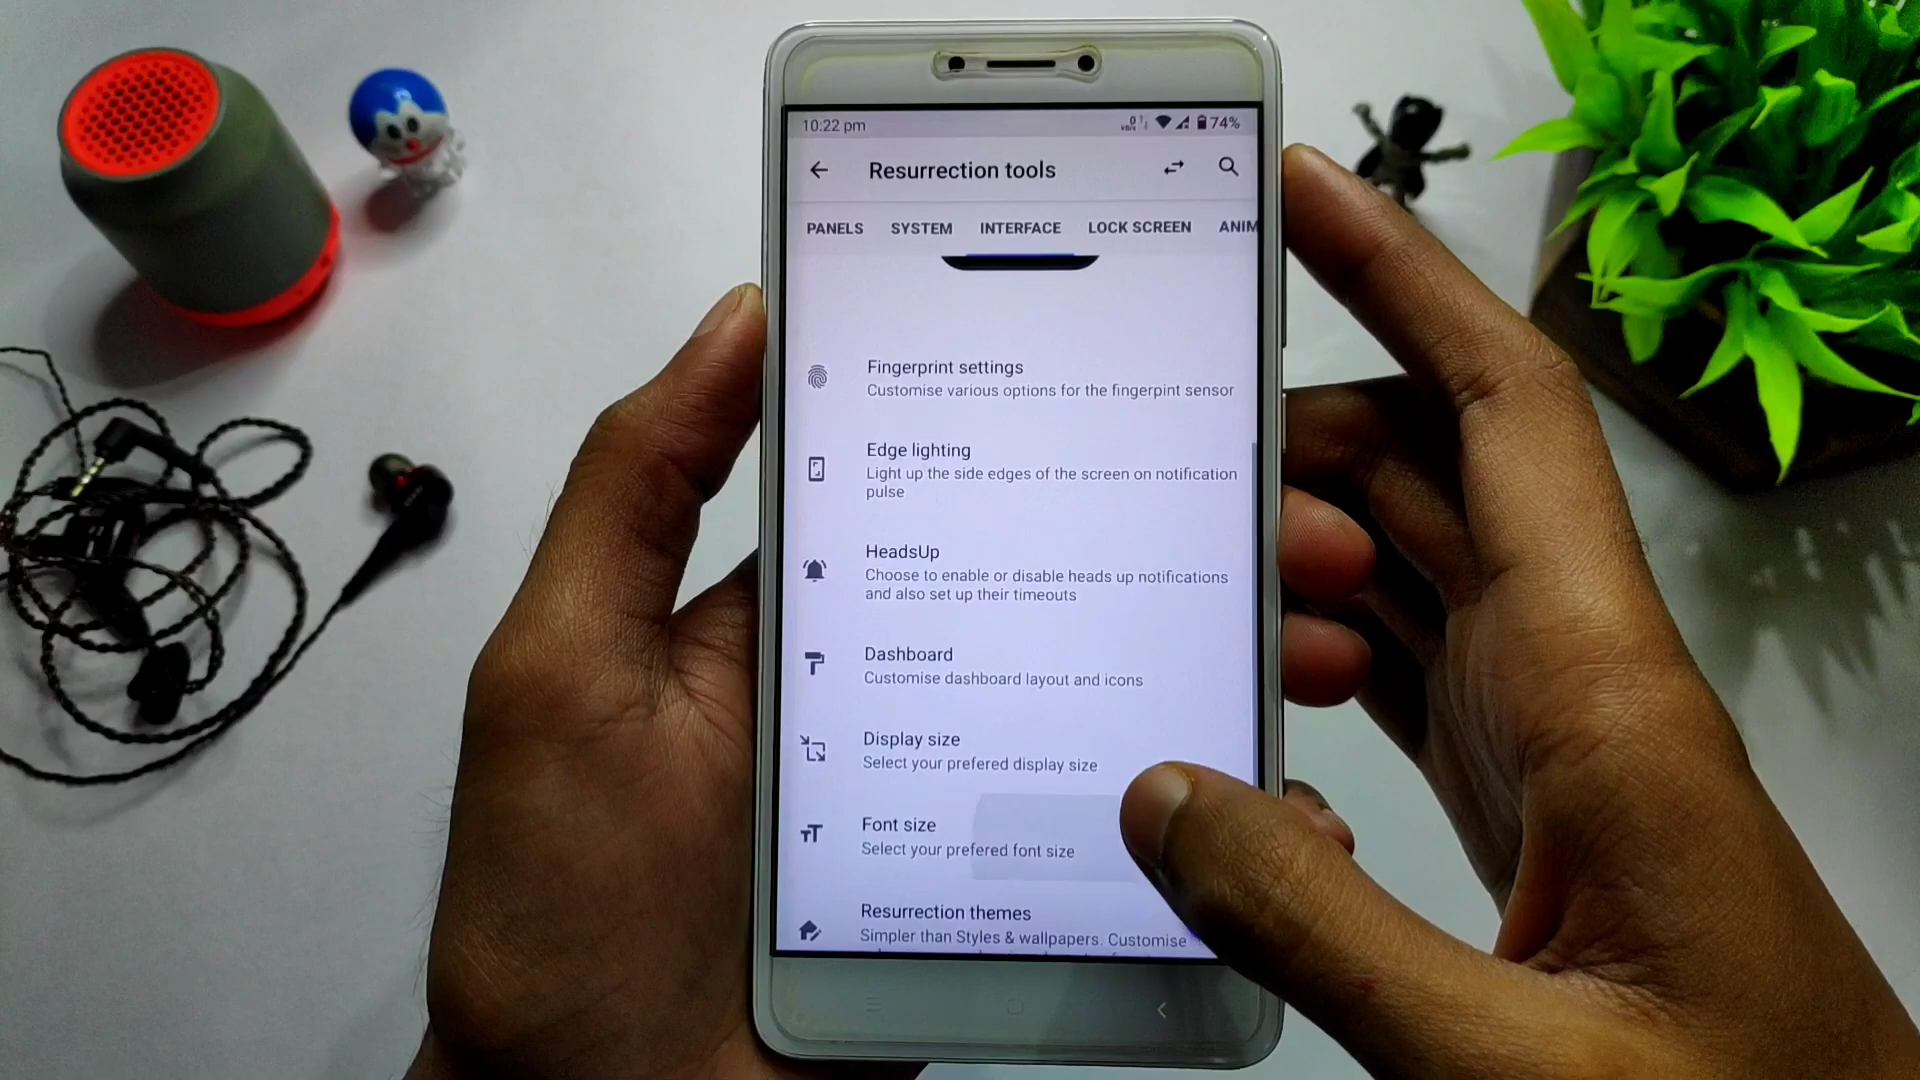 10:22 pm
74%
Resurrection tools
PANELS SYSTEM INTERFACE LOCK SCREEN ANIM
Fingerprint settings
Customise various options for the fingerpint sensor
Edge lighting
Light up the side edges of the screen on notification
pulse
HeadsUp
Choose to enable or disable heads up notifications
and also set up their timeouts
Dashboard
Customise dashboard layout and icons
Display size
Select your prefered display size
Font size
Select your prefered font size
Resurrection themes
Simpler than Styles & wallpapers. Customise